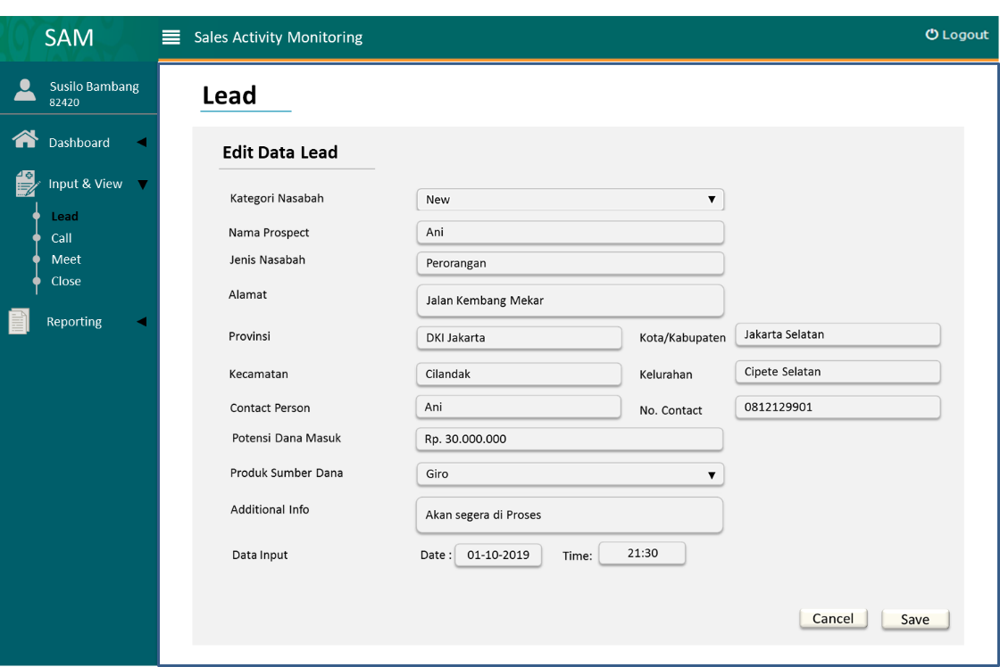 SAM
Sales Activity Monitoring
Logout
Susilo Bambang
82420
Dashboard
Input & View
Lead
Call
Meet
Close
Reporting
Lead
Edit Data Lead
Kategori Nasabah New
Nama Prospect Ani
Jenis Nasabah Perorangan
Alamat Jalan Kembang Mekar
Provinsi DKI Jakarta Kota/Kabupaten Jakarta Selatan
Kecamatan Cilandak Kelurahan Cipete Selatan
Contact Person Ani No. Contact 0812129901
Potensi Dana Masuk Rp. 30.000.000
Produk Sumber Dana Giro
Additional Info Akan segera di Proses
Data Input Date : 01-10-2019 Time: 21:30
Cancel Save